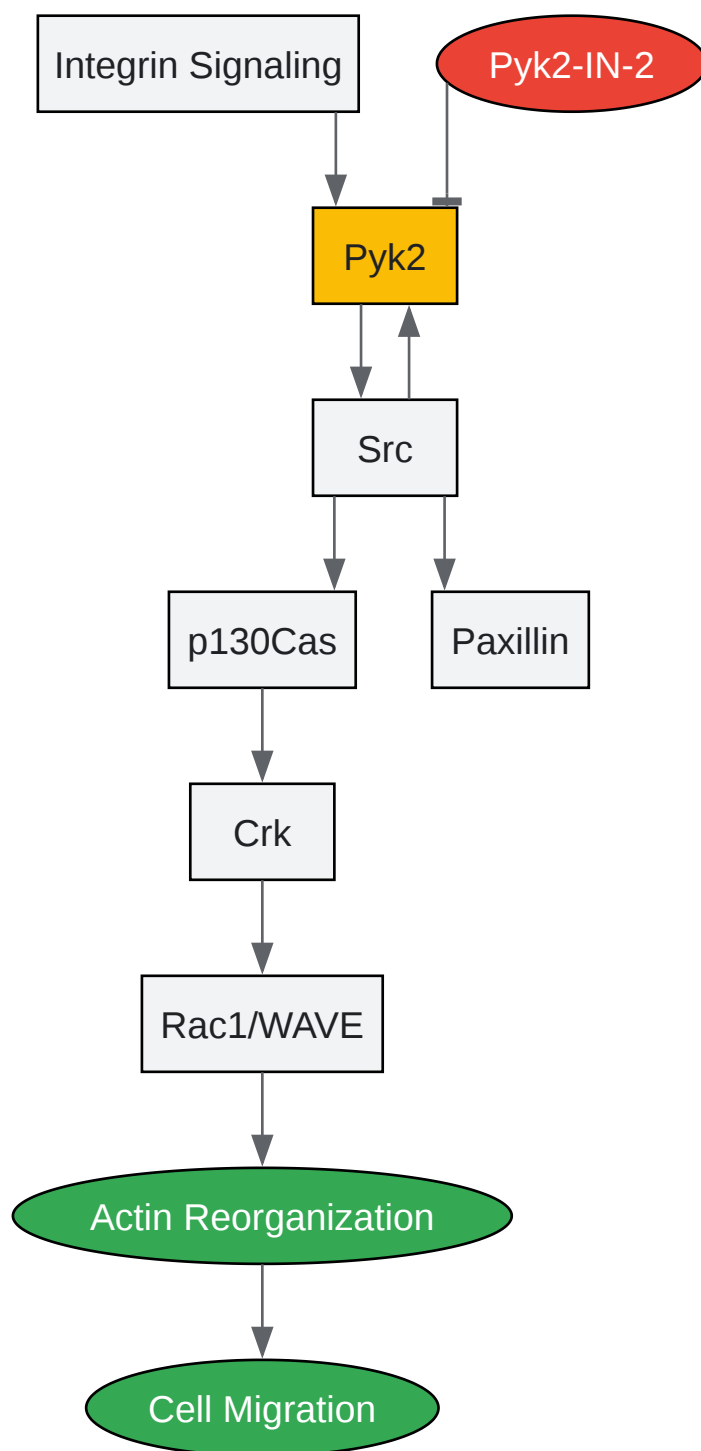 Integrin Signaling
Pyk2-IN-2
Pyk2
Src
p130Cas
Paxillin
Crk
Rac1/WAVE
Actin Reorganization
Cell Migration